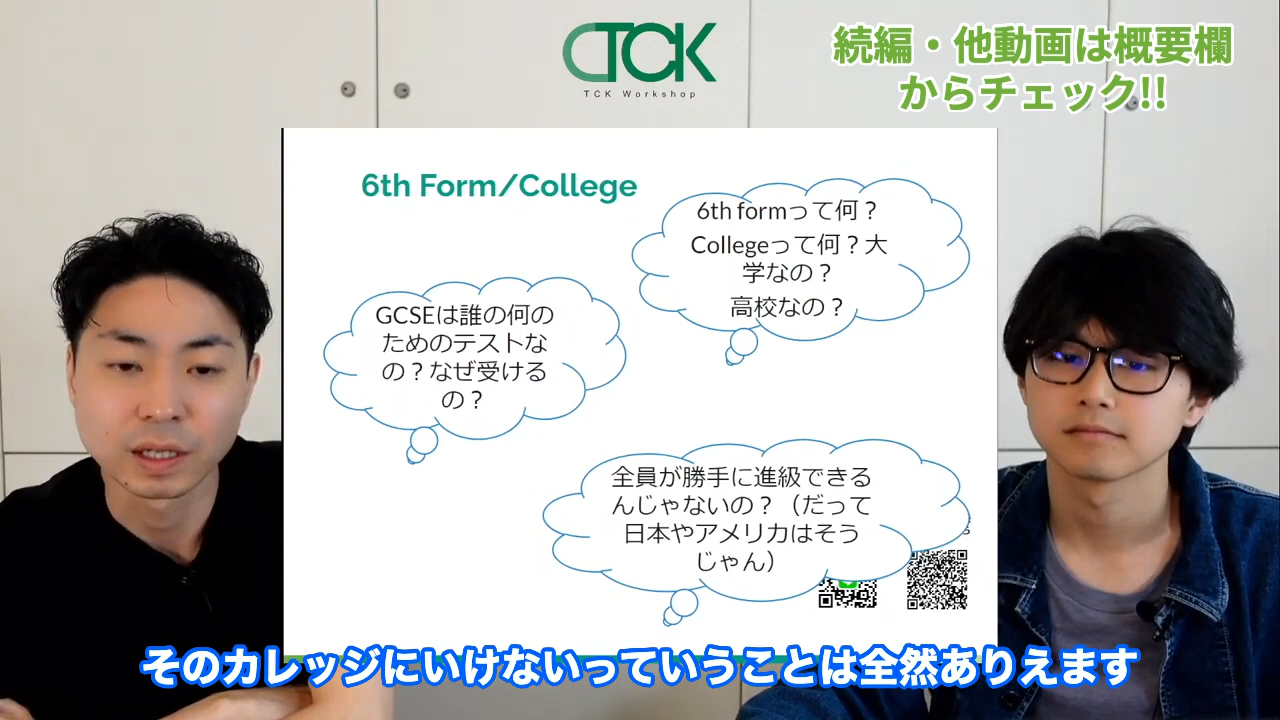 TCK
TCK Workshop
続編・他動画は概要欄
からチェック!!
6th Form/College
6th formって何？
Collegeって何？大
学なの？
高校なの？
GCSEは誰の何の
ためのテストな
の？なぜ受ける
の？
全員が勝手に進級できる
んじゃないの？（だって
日本やアメリカはそう
じゃん）
そのカレッジにいけないっていうことは全然ありえます